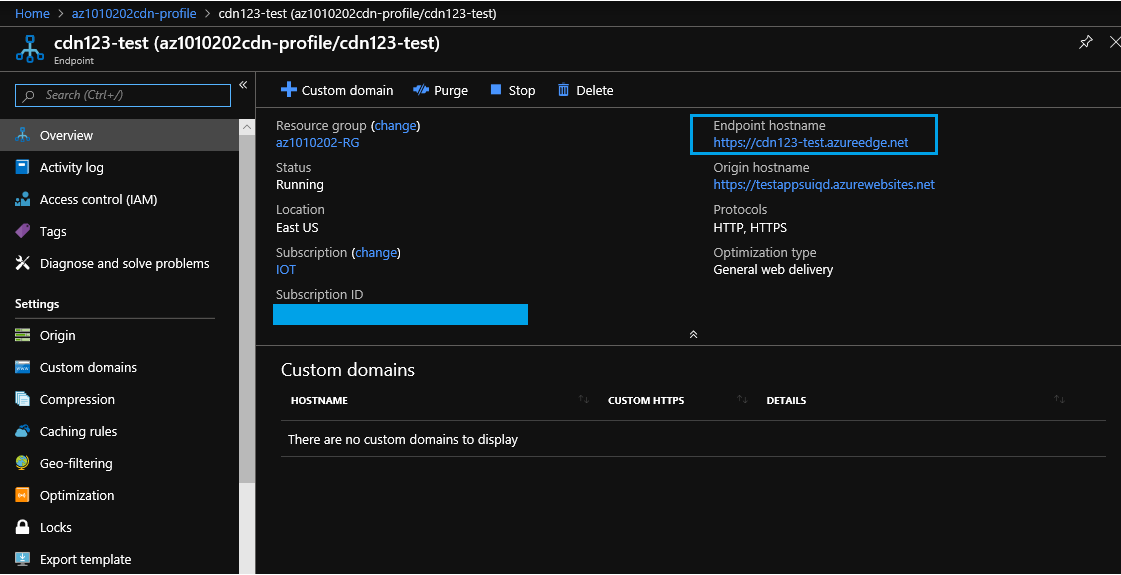 Home > az1010202cdn-profile > cdn123-test (az1010202cdn-profile/cdn123-test)
cdn123-test (az1010202cdn-profile/cdn123-test)
Endpoint
Search (Ctrl+/)
Overview
Activity log
Access control (IAM)
Tags
Diagnose and solve problems
Settings
Origin
Custom domains
Compression
Caching rules
Geo-filtering
Optimization
Locks
Export template
Custom domain Purge Stop Delete
Resource group (change)
az1010202-RG
Status
Running
Location
East US
Subscription (change)
IOT
Subscription ID
Endpoint hostname
https://cdn123-test.azureedge.net
Origin hostname
https://testappsuiqd.azurewebsites.net
Protocols
HTTP, HTTPS
Optimization type
General web delivery
Custom domains
HOSTNAME CUSTOM HTTPS DETAILS
There are no custom domains to display